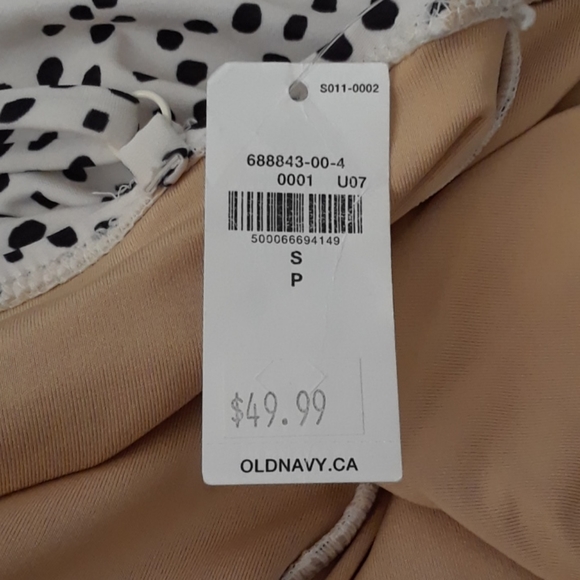 S011-0002
688843-00-4
0001 U07
500066694149
S
P
$49.99
OLDNAVY.CA